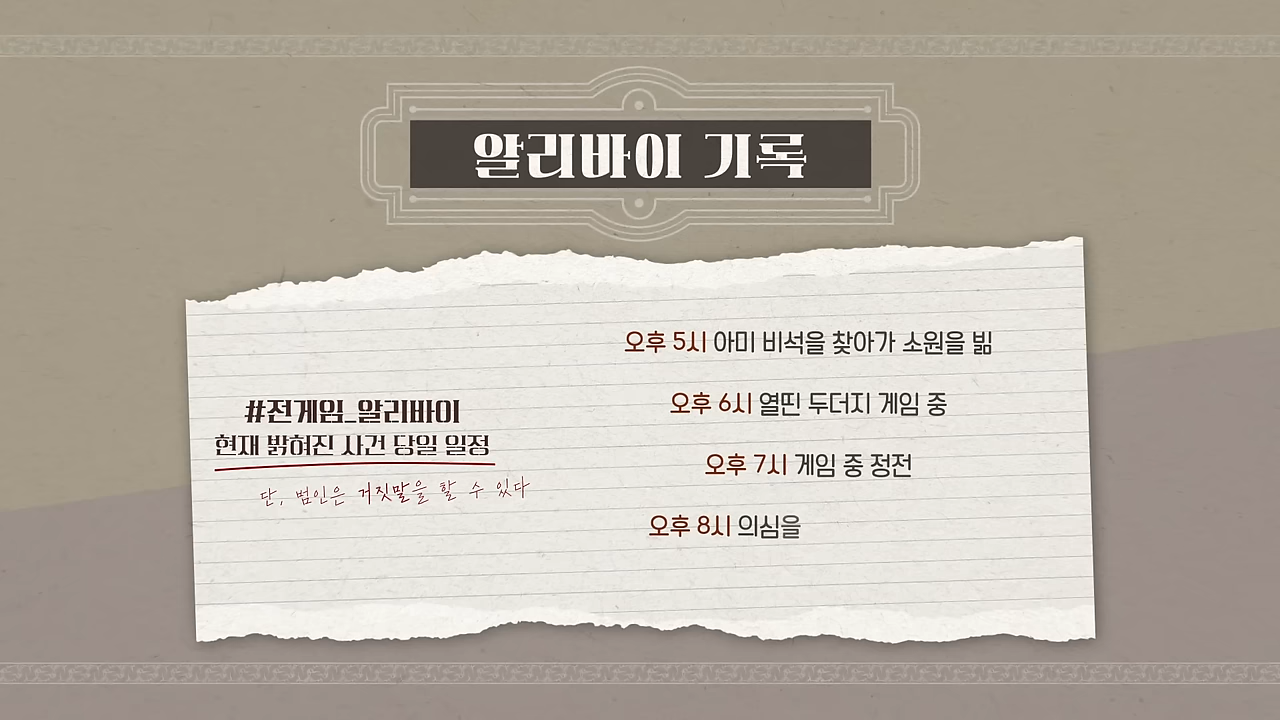 알리바이 기록
#전게임_알리바이
현재 밝혀진 사건 당일 일정
단, 범인은 거짓말을 할 수 있다
오후 5시 아미 비석을 찾아가 소원을 빎
오후 6시 열띤 두더지 게임 중
오후 7시 게임 중 정전
오후 8시 의심을